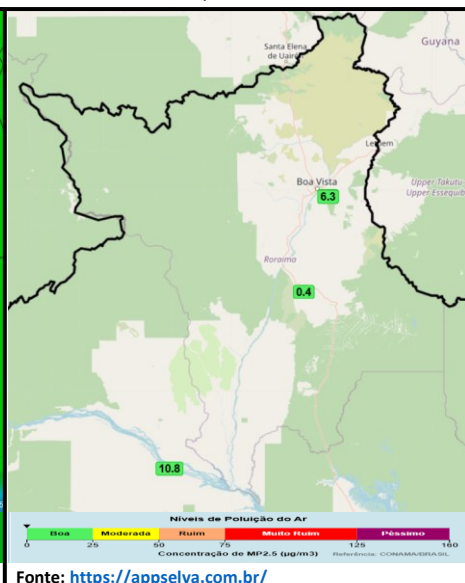 Santa Elena
de Uairén
Guyana
Lethem
Boa Vista
6.3
Upper Takutu
Upper Essequib
Roraima
0.4
10.8
Níveis de Poluição do Ar
Boa Moderada Ruim Muito Ruim Péssimo
0 25 50 75 125 160
Concentração de MP2.5 (µg/m3) Referência: CONAMA/BRASIL
Fonte: https://appselva.com.br/